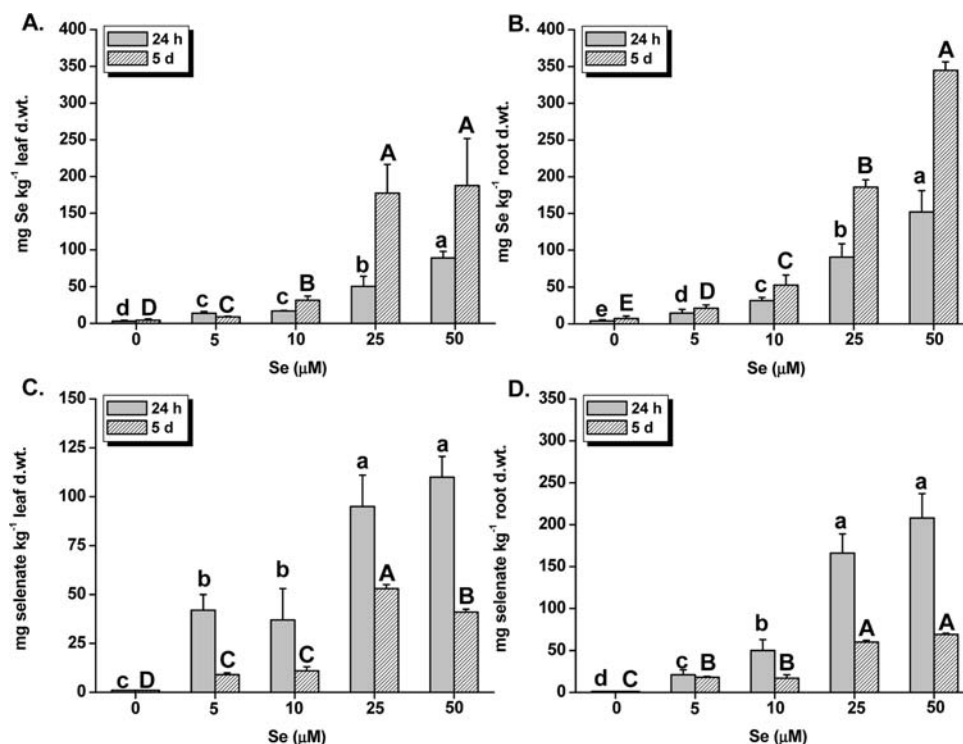 A.
24 h
5 d
mg Se kg⁻¹ leaf d.wt.
400
350
300
250
200
150
100
50
0
d D c C c B b A a A
0 5 10 25 50
Se (μM)
B.
24 h
5 d
mg Se kg⁻¹ root d.wt.
400
350
300
250
200
150
100
50
0
e E d D c C b B a A
0 5 10 25 50
Se (μM)
C.
24 h
5 d
mg selenate kg⁻¹ leaf d.wt.
150
125
100
75
50
25
0
c D b C b C a A a B
0 5 10 25 50
Se (μM)
D.
24 h
5 d
mg selenate kg⁻¹ root d.wt.
350
300
250
200
150
100
50
0
d C c B b B a A a A
0 5 10 25 50
Se (μM)